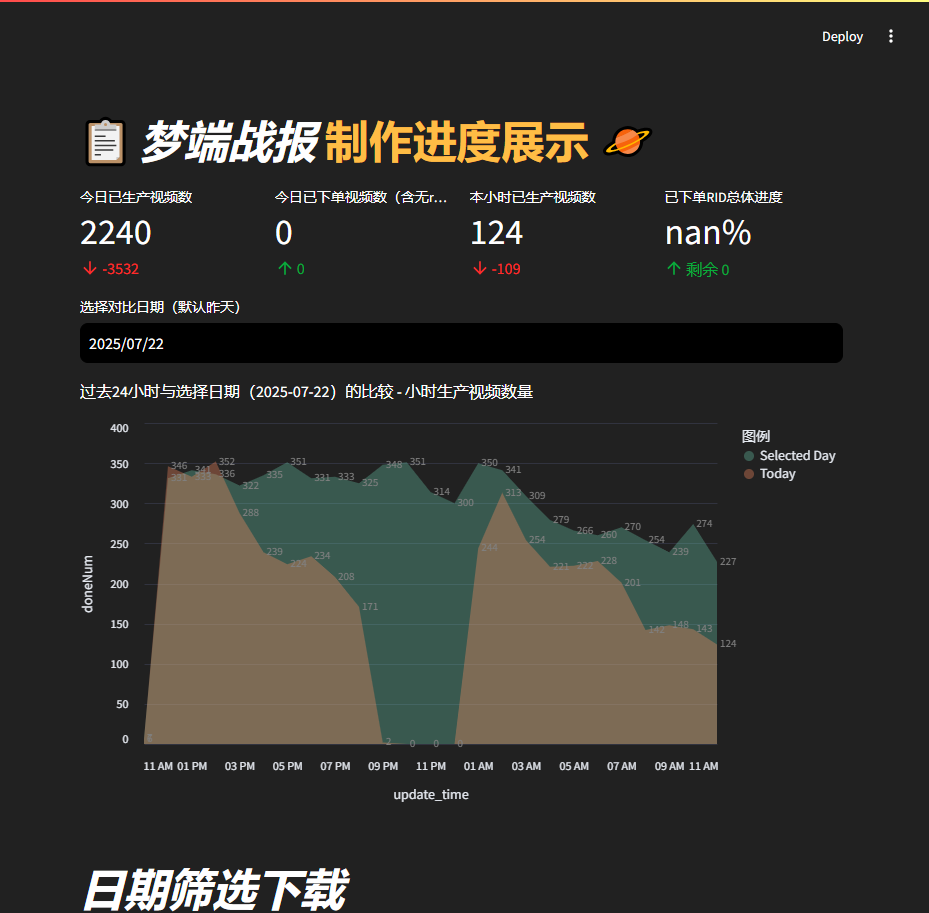 Deploy
梦端战报 制作进度展示
今日已生产视频数
2240
-3532
今日已下单视频数（含无r...
0
0
本小时已生产视频数
124
-109
已下单RID总体进度
nan%
剩余 0
选择对比日期（默认昨天）
2025/07/22
过去24小时与选择日期（2025-07-22）的比较 - 小时生产视频数量
图例
Selected Day
Today
doneNum
400
350
300
250
200
150
100
50
0
346 341 352 336 322 335 351 331 333 325 348 351 314 300 350 341 309 279 266 260 270 254 239 274 227
331 333 288 239 224 234 208 171 2 0 0 0 244 313 254 221 222 228 201 142 148 143 124
11 AM 01 PM 03 PM 05 PM 07 PM 09 PM 11 PM 01 AM 03 AM 05 AM 07 AM 09 AM 11 AM
update_time
日期筛选下载